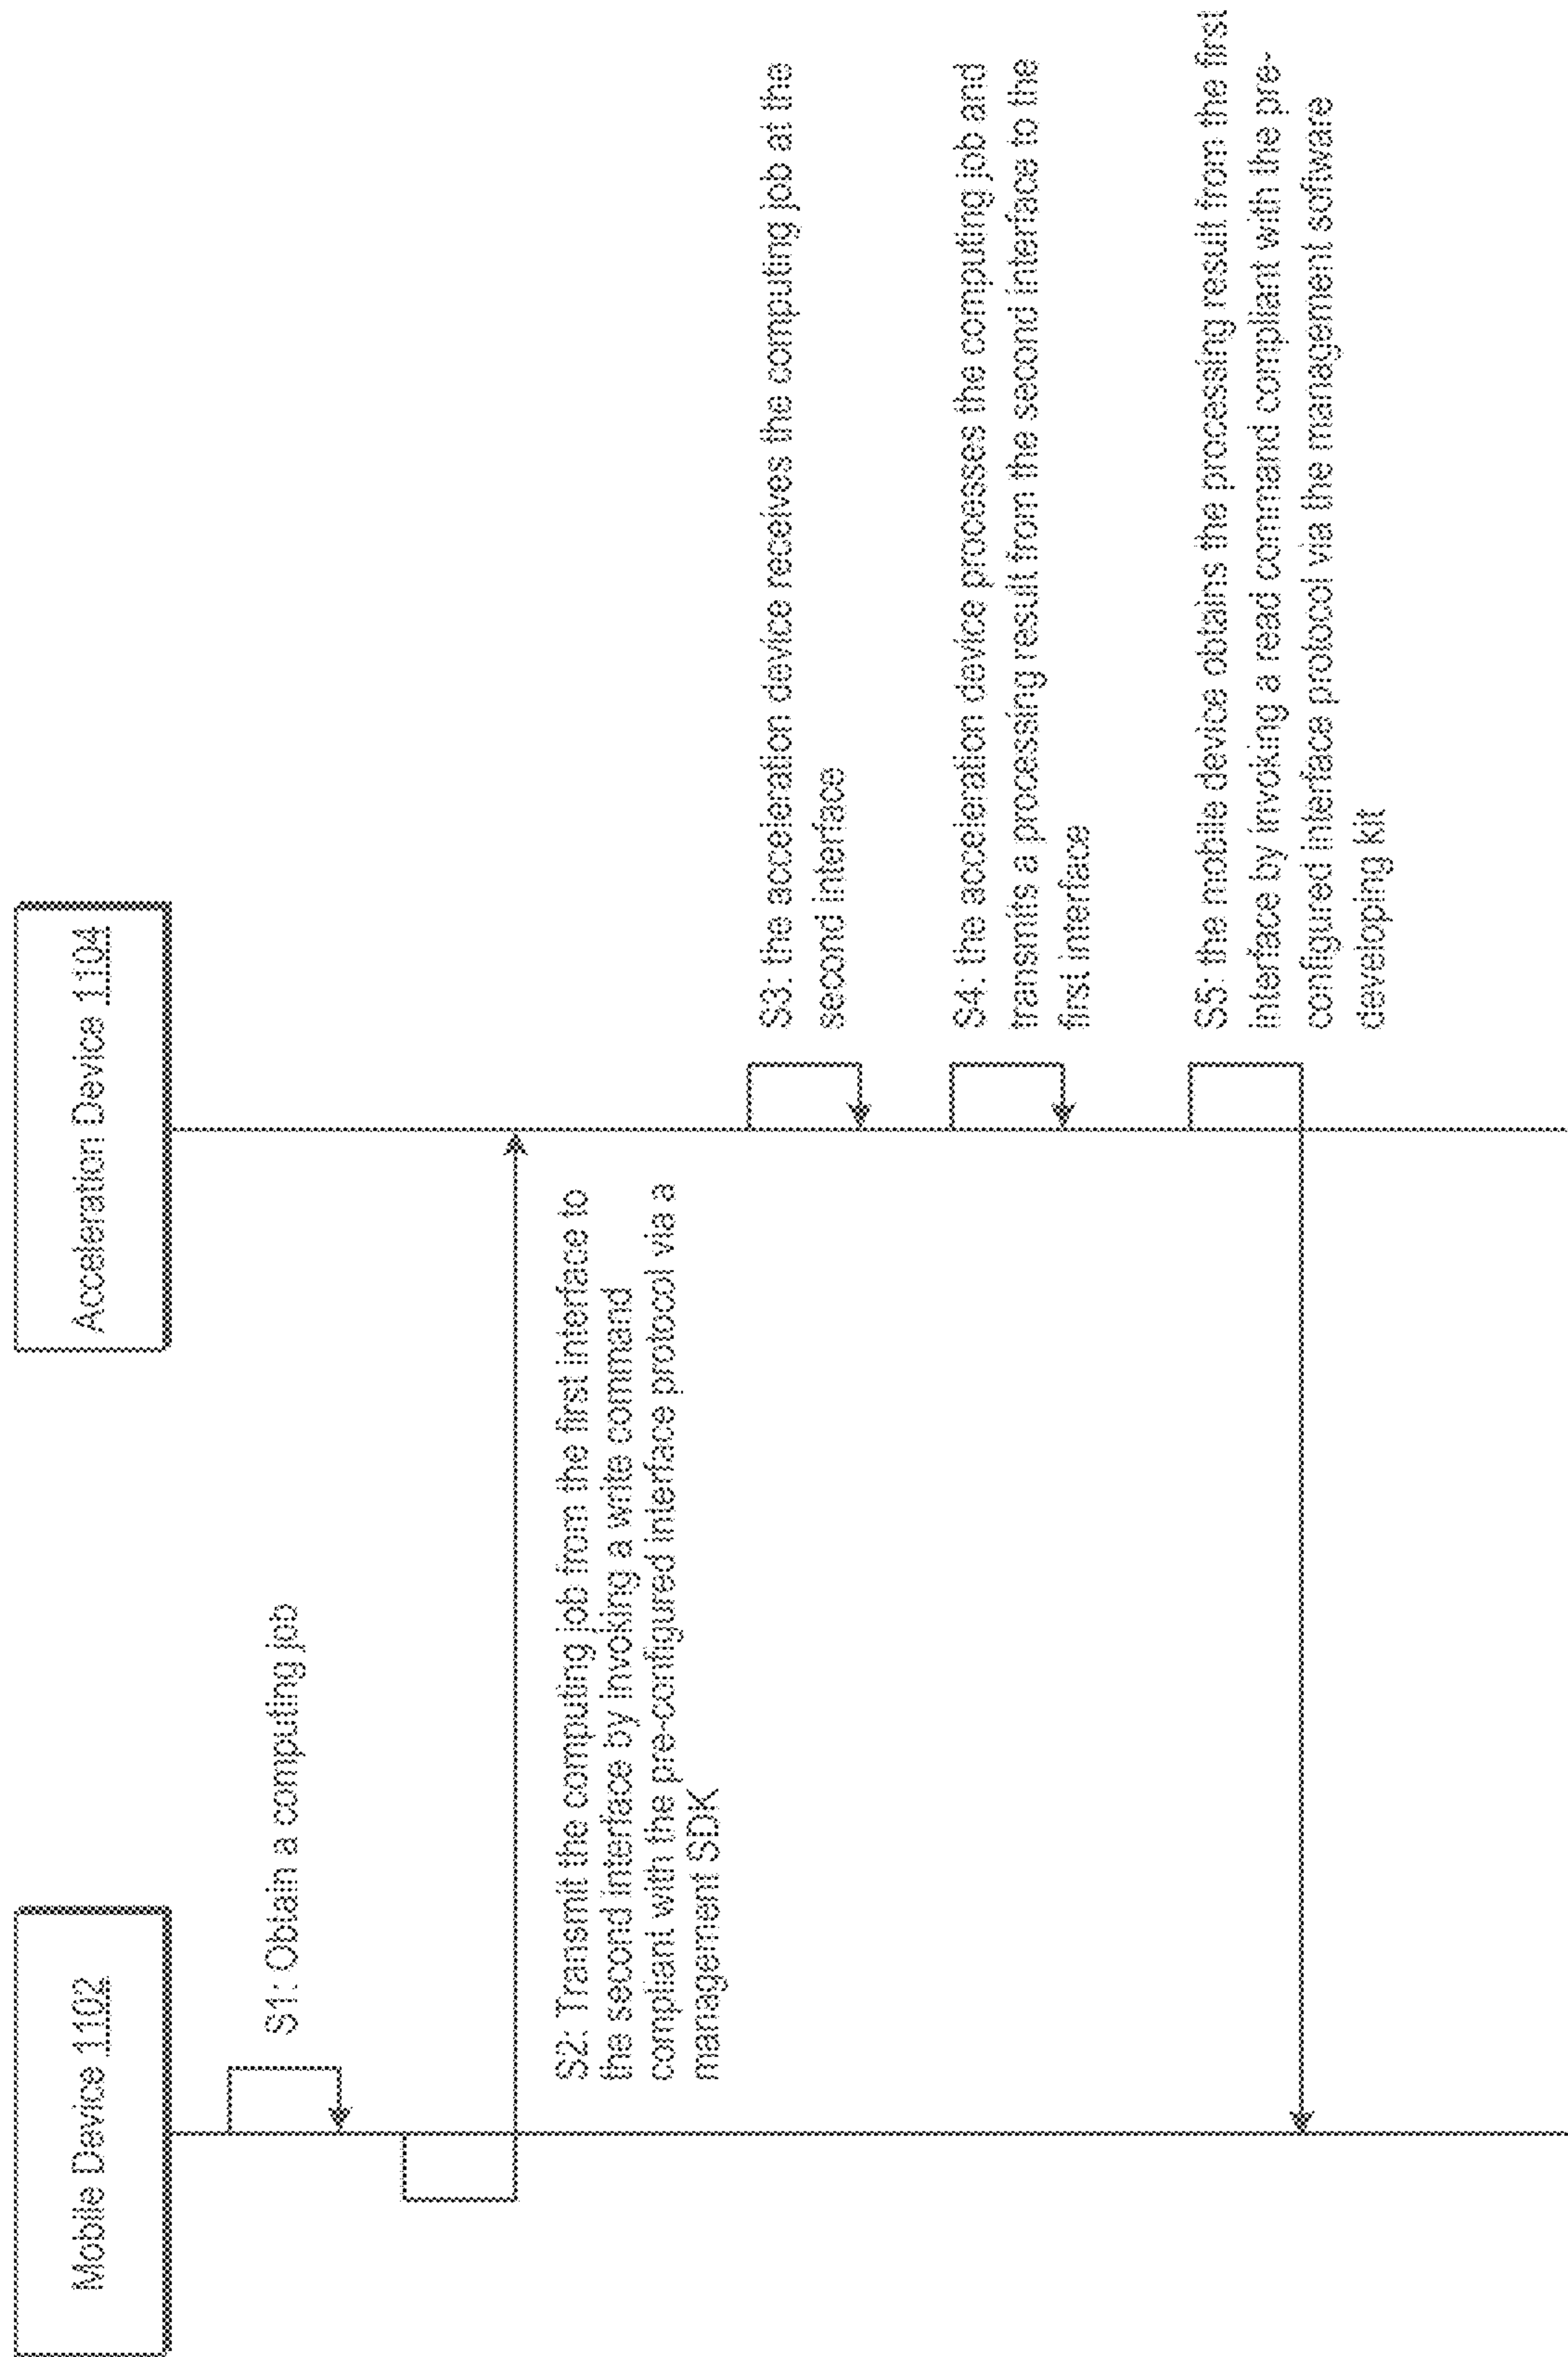 Mobile Device 1102
Acceleration Device 1104
S1: Obtain a computing job
S2: Transmit the computing job from the first interface to
the second interface by invoking a write command
compliant with the pre-configured interface protocol via a
management SDK
S3: the acceleration device receives the computing job at the
second interface
S4: the acceleration device processes the computing job and
transmits a processing result from the second interface to the
first interface
S5: the mobile device obtains the processing result from the first
interface by invoking a read command compliant with the pre-
configured interface protocol via the management software
developing kit